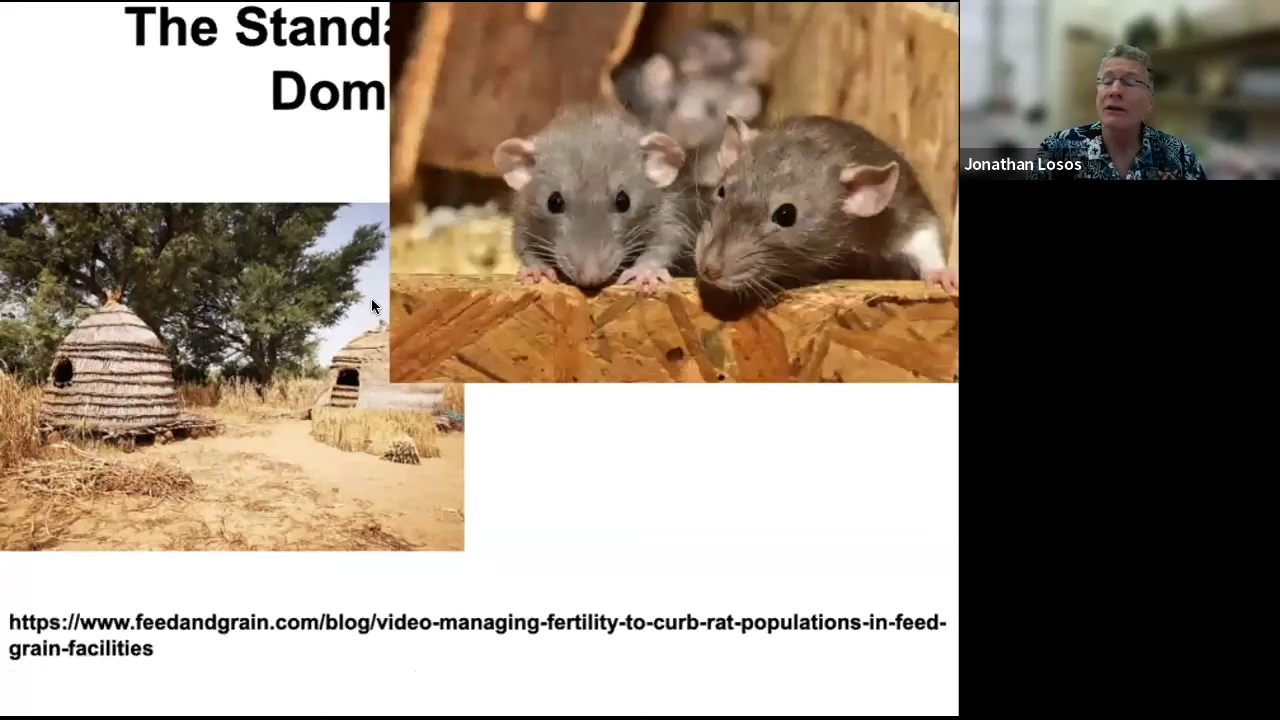 The Standa
Dom
Jonathan Losos
https://www.feedandgrain.com/blog/video-managing-fertility-to-curb-rat-populations-in-feed-
grain-facilities